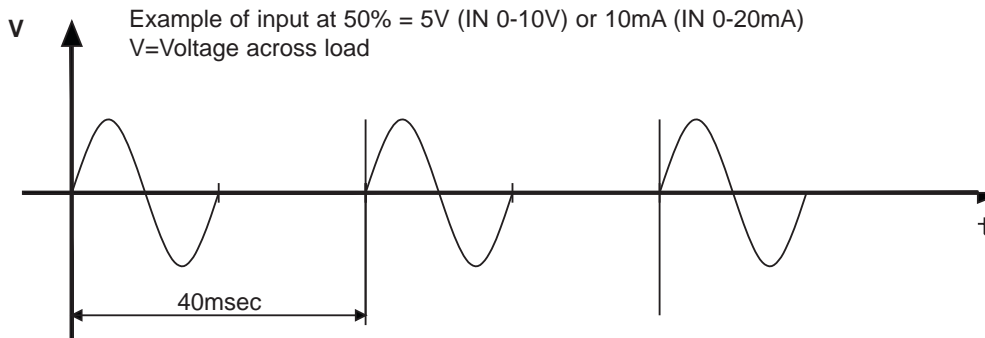 V
Example of input at 50% = 5V (IN 0-10V) or 10mA (IN 0-20mA)
V=Voltage across load
t
40msec